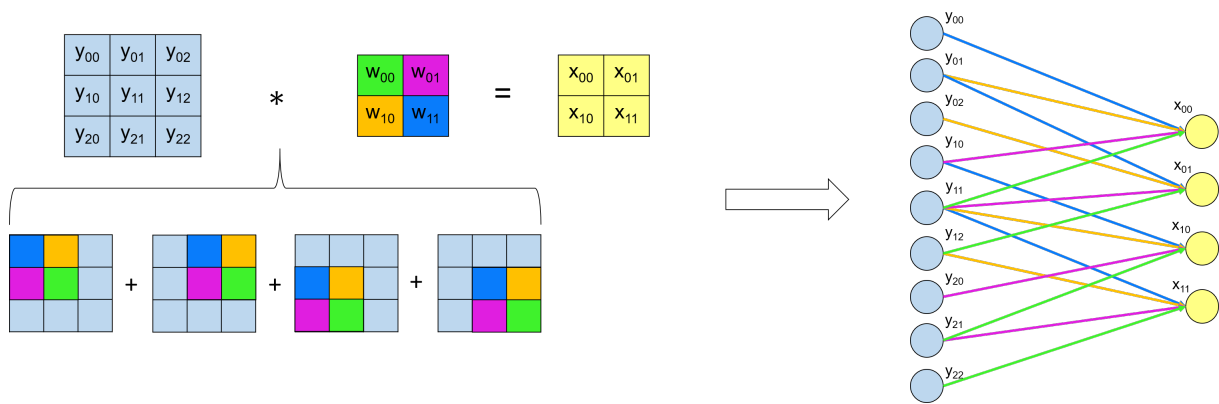 y00 y01 y02
y10 y11 y12
y20 y21 y22
*
w00 w01
w10 w11
=
x00 x01
x10 x11
+ + +
y00
y01
y02
y10
y11
y12
y20
y21
y22
x00
x01
x10
x11